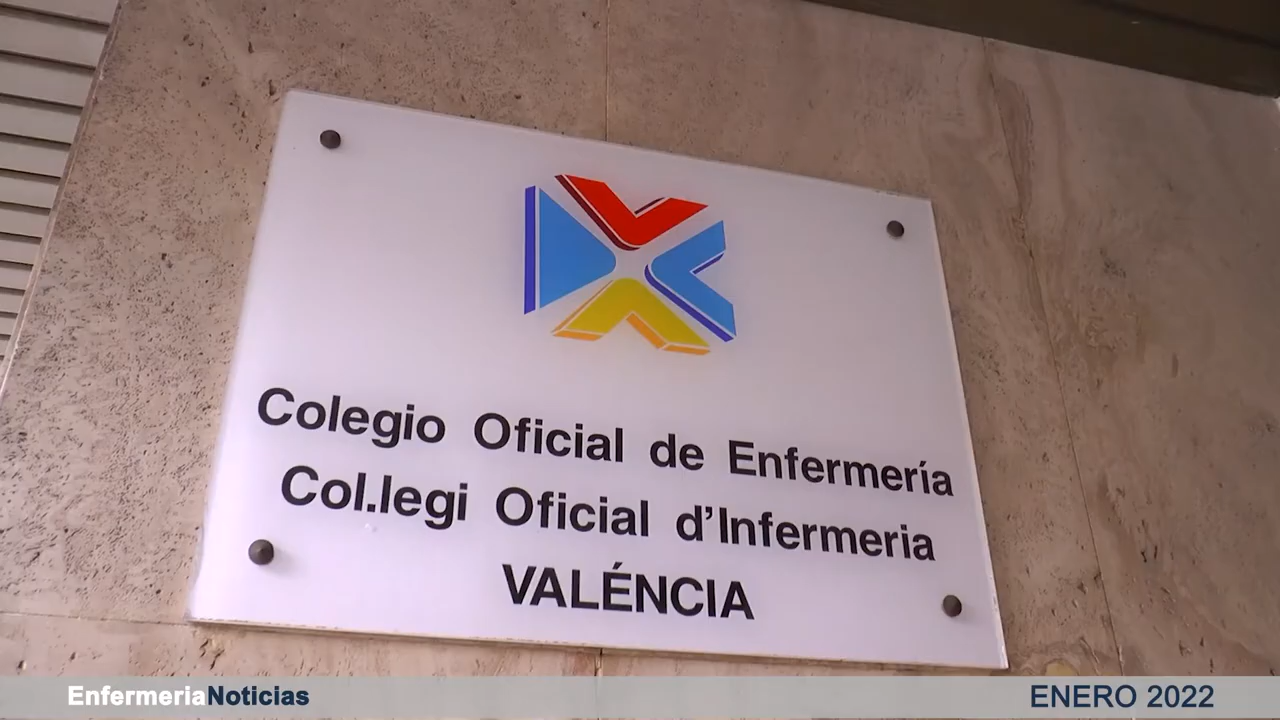 Colegio Oficial de Enfermería
Col.legi Oficial d'Infermeria
VALÉNCIA
EnfermeriaNoticias
ENERO 2022